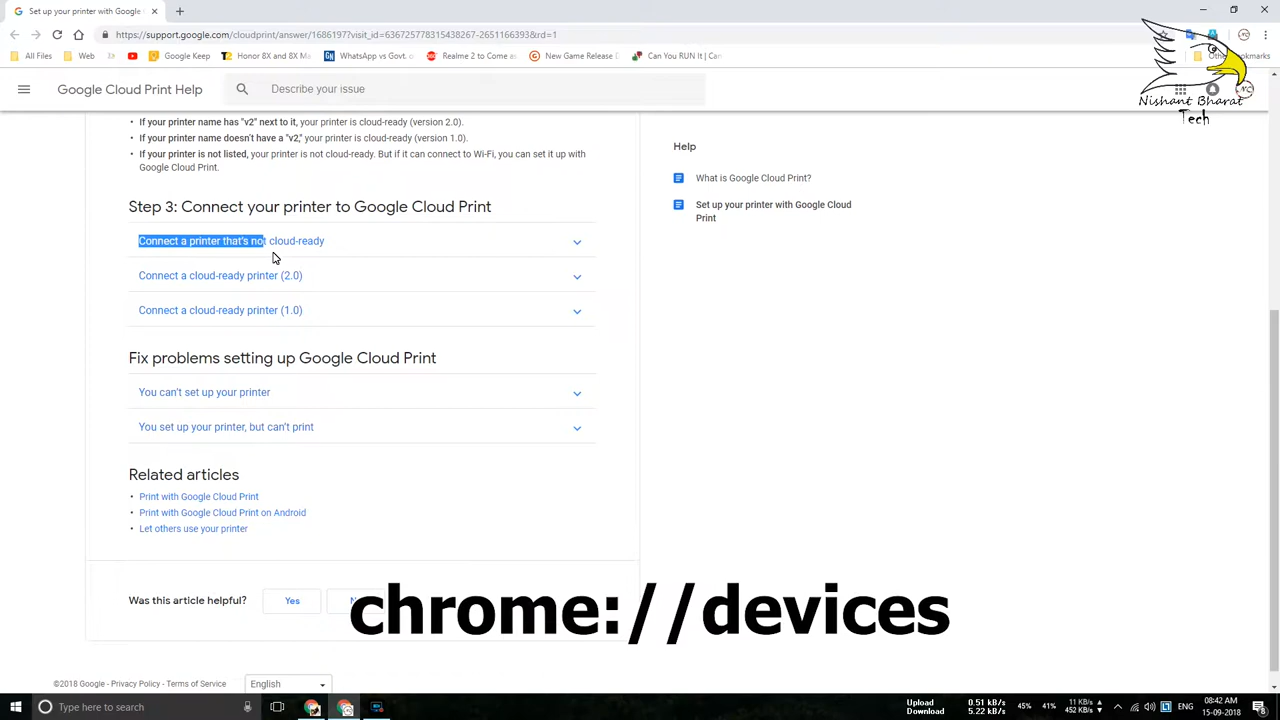 Set up your printer with Google C
https://support.google.com/cloudprint/answer/1686197?visit_id=636725778315438267-2651166393&rd=1
All Files
Web
Google Keep
Honor 8X and 8X Ma
WhatsApp vs Govt. o
Realme 2 to Come as
New Game Release D
Can You RUN It | Can
Other bookmarks
Google Cloud Print Help
Describe your issue
Nishant Bharat
Tech
• If your printer name has "v2" next to it, your printer is cloud-ready (version 2.0).
• If your printer name doesn't have a "v2," your printer is cloud-ready (version 1.0).
• If your printer is not listed, your printer is not cloud-ready. But if it can connect to Wi-Fi, you can set it up with
Google Cloud Print.
Help
What is Google Cloud Print?
Set up your printer with Google Cloud
Print
Step 3: Connect your printer to Google Cloud Print
Connect a printer that's not cloud-ready
Connect a cloud-ready printer (2.0)
Connect a cloud-ready printer (1.0)
Fix problems setting up Google Cloud Print
You can't set up your printer
You set up your printer, but can't print
Related articles
• Print with Google Cloud Print
• Print with Google Cloud Print on Android
• Let others use your printer
Was this article helpful?
Yes
chrome://devices
©2018 Google - Privacy Policy - Terms of Service
English
Type here to search
Upload 0.51 kB/s
Download 5.22 kB/s
45% 41%
11 KB/s
452 KB/s
ENG
08:42 AM
15-09-2018